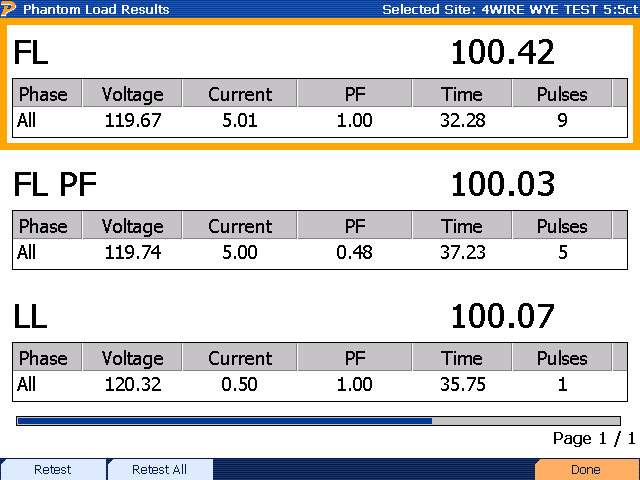 Phantom Load Results Selected Site: 4WIRE WYE TEST 5:5ct
FL 100.42
Phase Voltage Current PF Time Pulses
All 119.67 5.01 1.00 32.28 9
FL PF 100.03
Phase Voltage Current PF Time Pulses
All 119.74 5.00 0.48 37.23 5
LL 100.07
Phase Voltage Current PF Time Pulses
All 120.32 0.50 1.00 35.75 1
Page 1 / 1
Retest Retest All Done